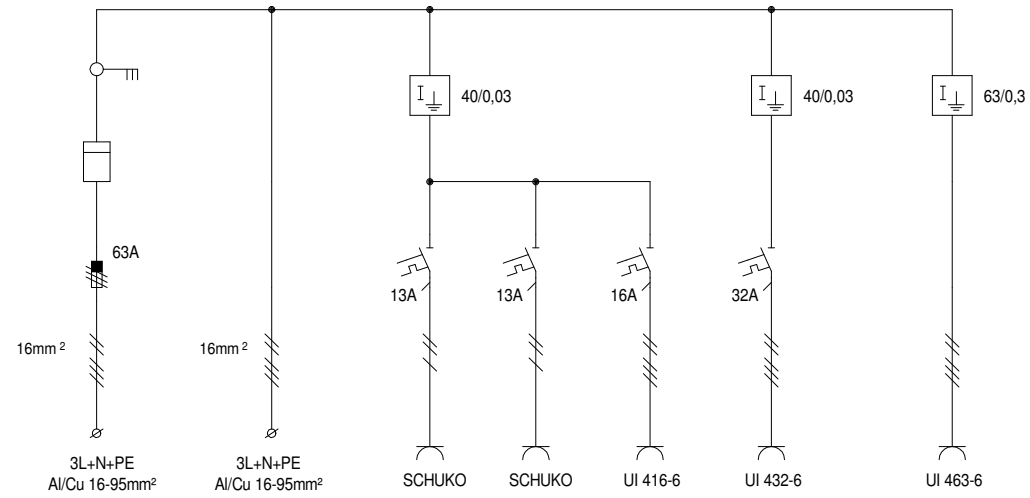 40/0,03
40/0,03
63/0,3
63A
13A
13A
16A
32A
16mm²
16mm²
3L+N+PE
Al/Cu 16-95mm²
3L+N+PE
Al/Cu 16-95mm²
SCHUKO
SCHUKO
UI 416-6
UI 432-6
UI 463-6